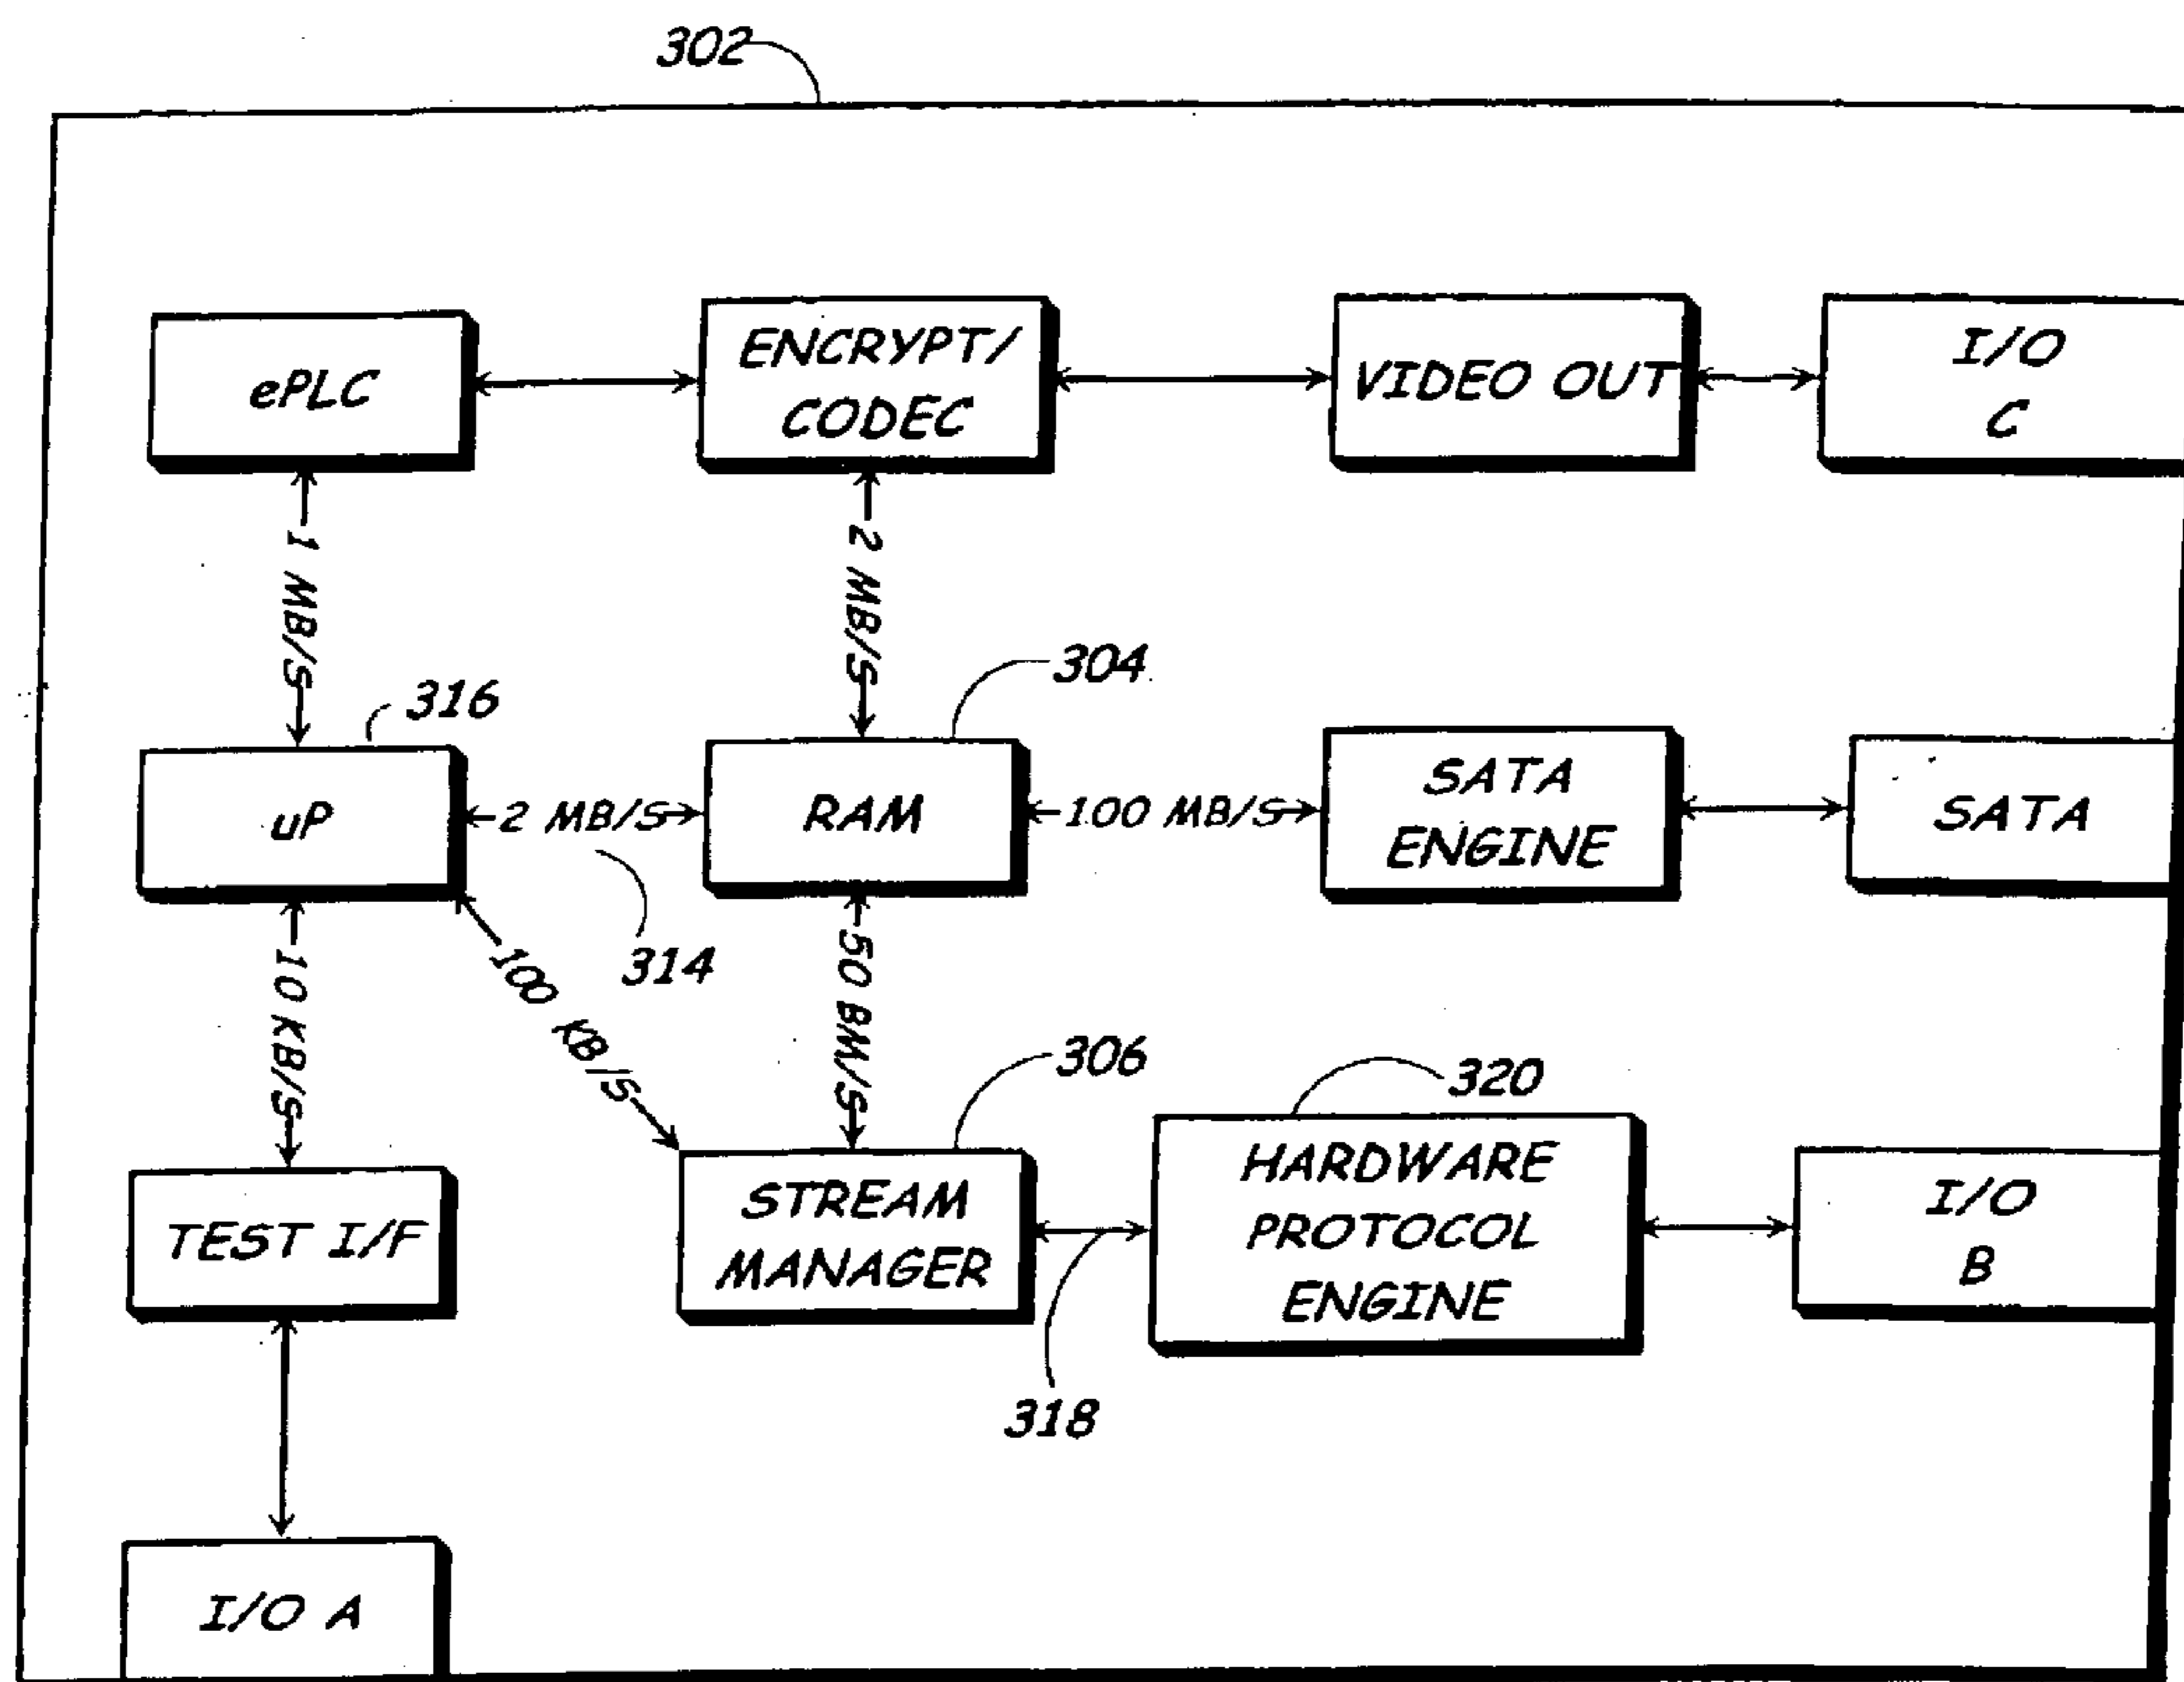 302
ePLC
ENCRYPT/
CODEC
VIDEO OUT
I/O
C
1 MB/S
2 MB/S
316
304
uP
2 MB/S
RAM
100 MB/S
SATA
ENGINE
SATA
314
10 KB/S
100 KB/S
50 BM/S
306
320
TEST I/F
STREAM
MANAGER
HARDWARE
PROTOCOL
ENGINE
I/O
B
318
I/O A